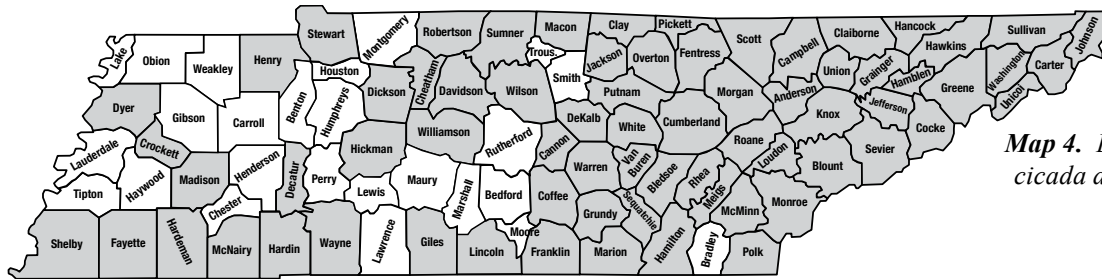 Lake
Obion
Weakley
Henry
Stewart
Montgomery
Robertson
Sumner
Macon
Trous.
Clay
Pickett
Jackson
Overton
Fentress
Scott
Campbell
Claiborne
Hancock
Hawkins
Sullivan
Johnson
Houston
Smith
Union
Grainger
Hamblen
Greene
Washington
Carter
Unicoi
Dyer
Gibson
Carroll
Benton
Humphreys
Dickson
Cheatham
Davidson
Wilson
Putnam
Morgan
Anderson
Knox
Jefferson
Cocke
Lauderdale
Crockett
Haywood
Madison
Henderson
Decatur
Perry
Hickman
Williamson
Rutherford
Cannon
DeKalb
White
Cumberland
Roane
Loudon
Blount
Sevier
Tipton
Chester
Lewis
Maury
Marshall
Bedford
Coffee
Warren
Van
Buren
Bledsoe
Rhea
Meigs
McMinn
Monroe
Sequatchie
Grundy
Shelby
Fayette
Hardeman
McNairy
Hardin
Wayne
Lawrence
Giles
Lincoln
Moore
Franklin
Marion
Hamilton
Bradley
Polk
Map 4.
cicada